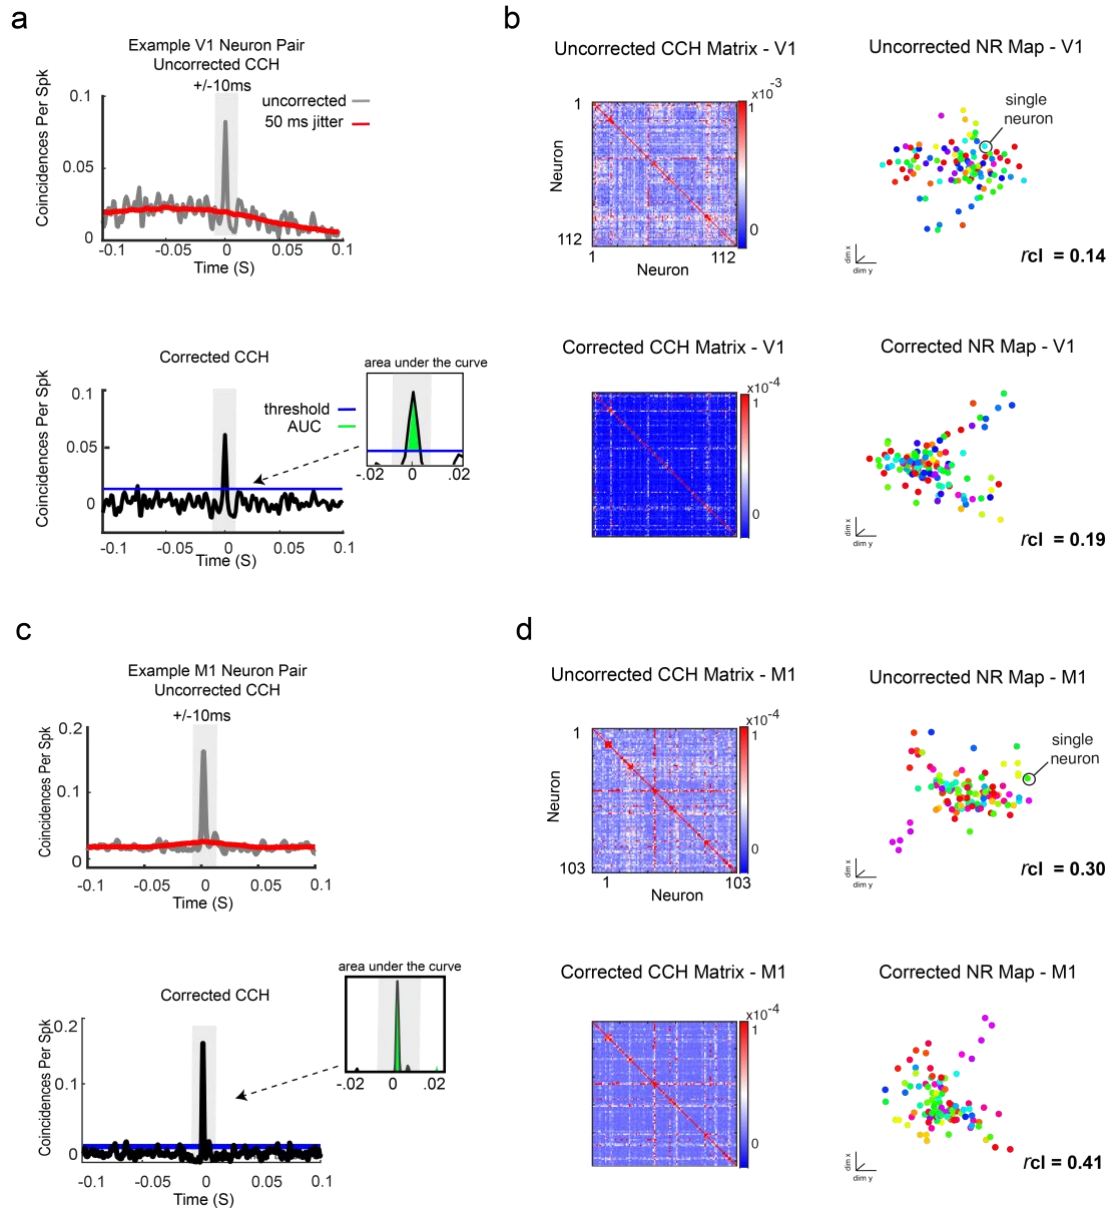 a
Example V1 Neuron Pair
Uncorrected CCH
+/-10ms
uncorrected
50 ms jitter
Coincidences Per Spk
0.1
0.05
0
-0.1
-0.05
0
0.05
0.1
Time (S)
Corrected CCH
area under the curve
threshold
AUC
-.02
0
.02
Coincidences Per Spk
0.1
0.05
0
-0.1
-0.05
0
0.05
0.1
Time (S)
b
Uncorrected CCH Matrix - V1
x10-3
1
0
1
Neuron
112
1
112
Neuron
Uncorrected NR Map - V1
single
neuron
dim x
dim y
rcl = 0.14
Corrected CCH Matrix - V1
x10-4
1
0
Corrected NR Map - V1
dim x
dim y
rcl = 0.19
c
Example M1 Neuron Pair
Uncorrected CCH
+/-10ms
Coincidences Per Spk
0.2
0.1
0
-0.1
-0.05
0
0.05
0.1
Time (S)
Corrected CCH
area under the curve
-.02
0
.02
Coincidences Per Spk
0.2
0.1
0
-0.1
-0.05
0
0.05
0.1
Time (S)
d
Uncorrected CCH Matrix - M1
x10-4
1
0
1
Neuron
103
1
103
Neuron
Uncorrected NR Map - M1
single
neuron
dim x
dim y
rcl = 0.30
Corrected CCH Matrix - M1
x10-4
1
0
Corrected NR Map - M1
dim x
dim y
rcl = 0.41